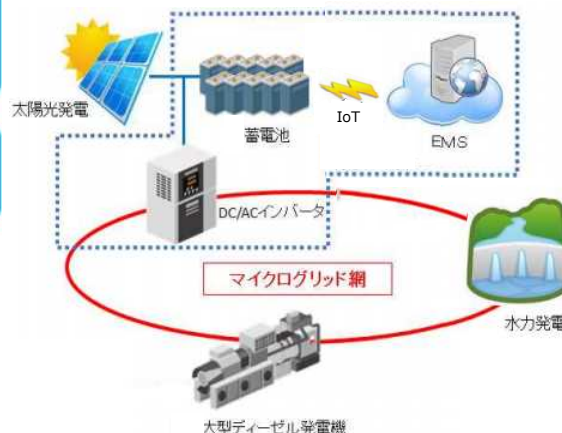 太陽光発電
蓄電池
IoT
EMS
DC/ACインバータ
マイクログリッド網
水力発電
大型ディーゼル発電機